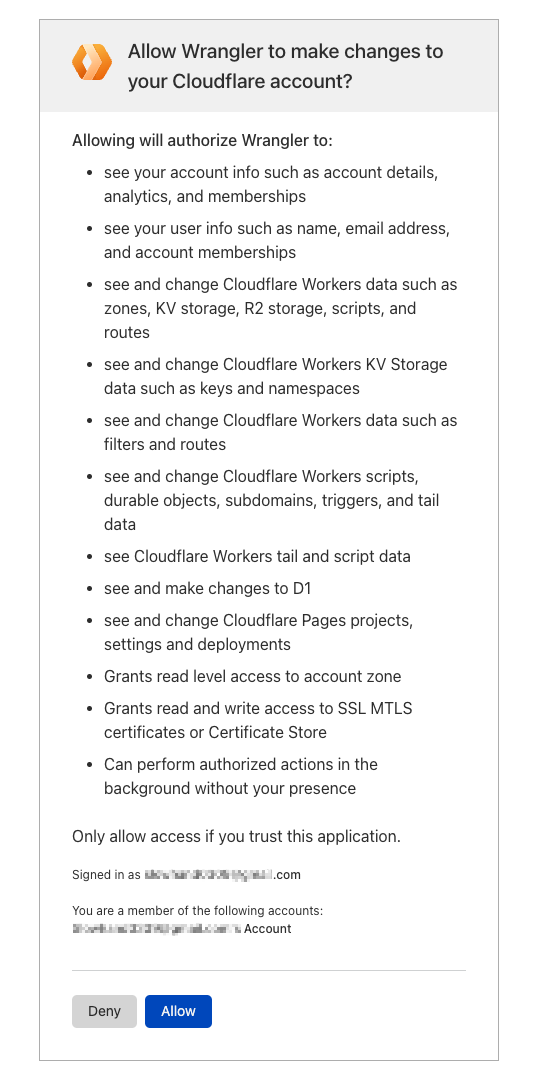 Allow Wrangler to make changes to
your Cloudflare account?
Allowing will authorize Wrangler to:
• see your account info such as account details,
analytics, and memberships
• see your user info such as name, email address,
and account memberships
• see and change Cloudflare Workers data such as
zones, KV storage, R2 storage, scripts, and
routes
• see and change Cloudflare Workers KV Storage
data such as keys and namespaces
• see and change Cloudflare Workers data such as
filters and routes
• see and change Cloudflare Workers scripts,
durable objects, subdomains, triggers, and tail
data
• see Cloudflare Workers tail and script data
• see and make changes to D1
• see and change Cloudflare Pages projects,
settings and deployments
• Grants read level access to account zone
• Grants read and write access to SSL MTLS
certificates or Certificate Store
• Can perform authorized actions in the
background without your presence
Only allow access if you trust this application.
Signed in as .com
You are a member of the following accounts:
Account
Deny Allow